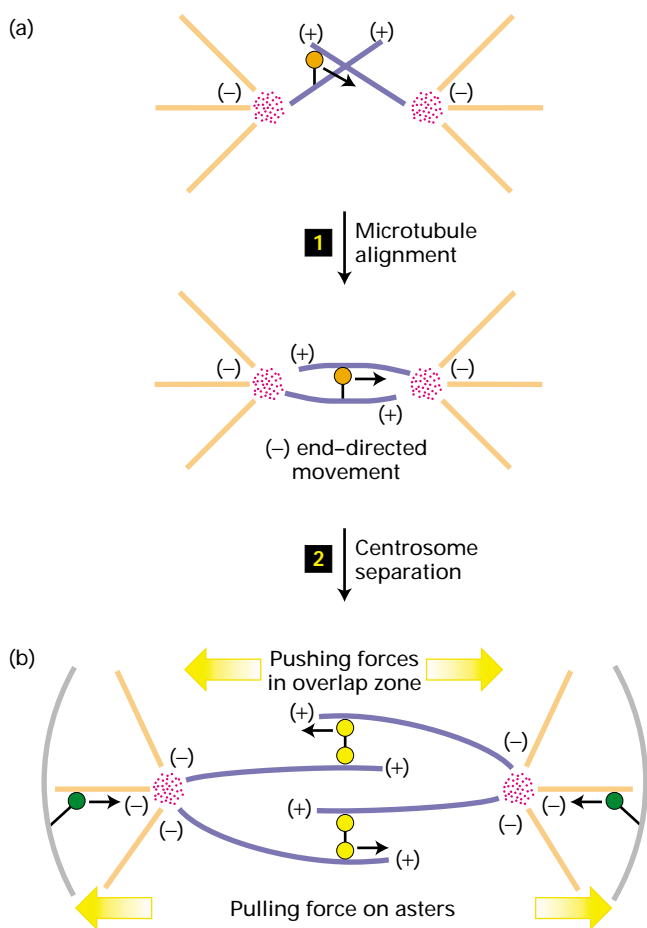 (a)
(+) (+)
(–) (–)
1 Microtubule
alignment
(+)
(–) (–)
(+)
(–) end–directed
movement
2 Centrosome
separation
(b)
Pushing forces
in overlap zone
(+)
(–) (–)
(+)
(–) (+) (–)
(–) (–)
(+)
Pulling force on asters